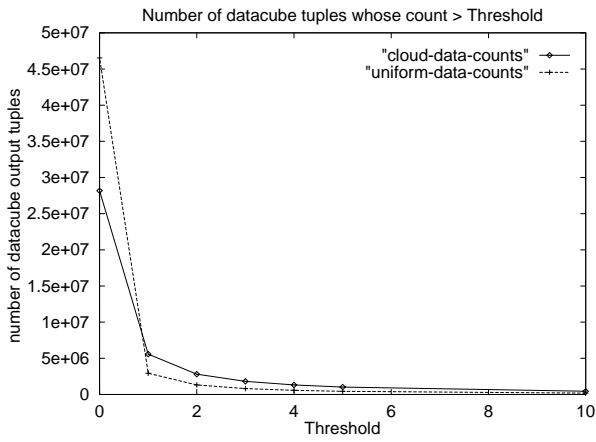 Number of datacube tuples whose count > Threshold
5e+07
4.5e+07
4e+07
3.5e+07
3e+07
2.5e+07
2e+07
1.5e+07
1e+07
5e+06
0
number of datacube output tuples
"cloud-data-counts"
"uniform-data-counts"
0 2 4 6 8 10
Threshold